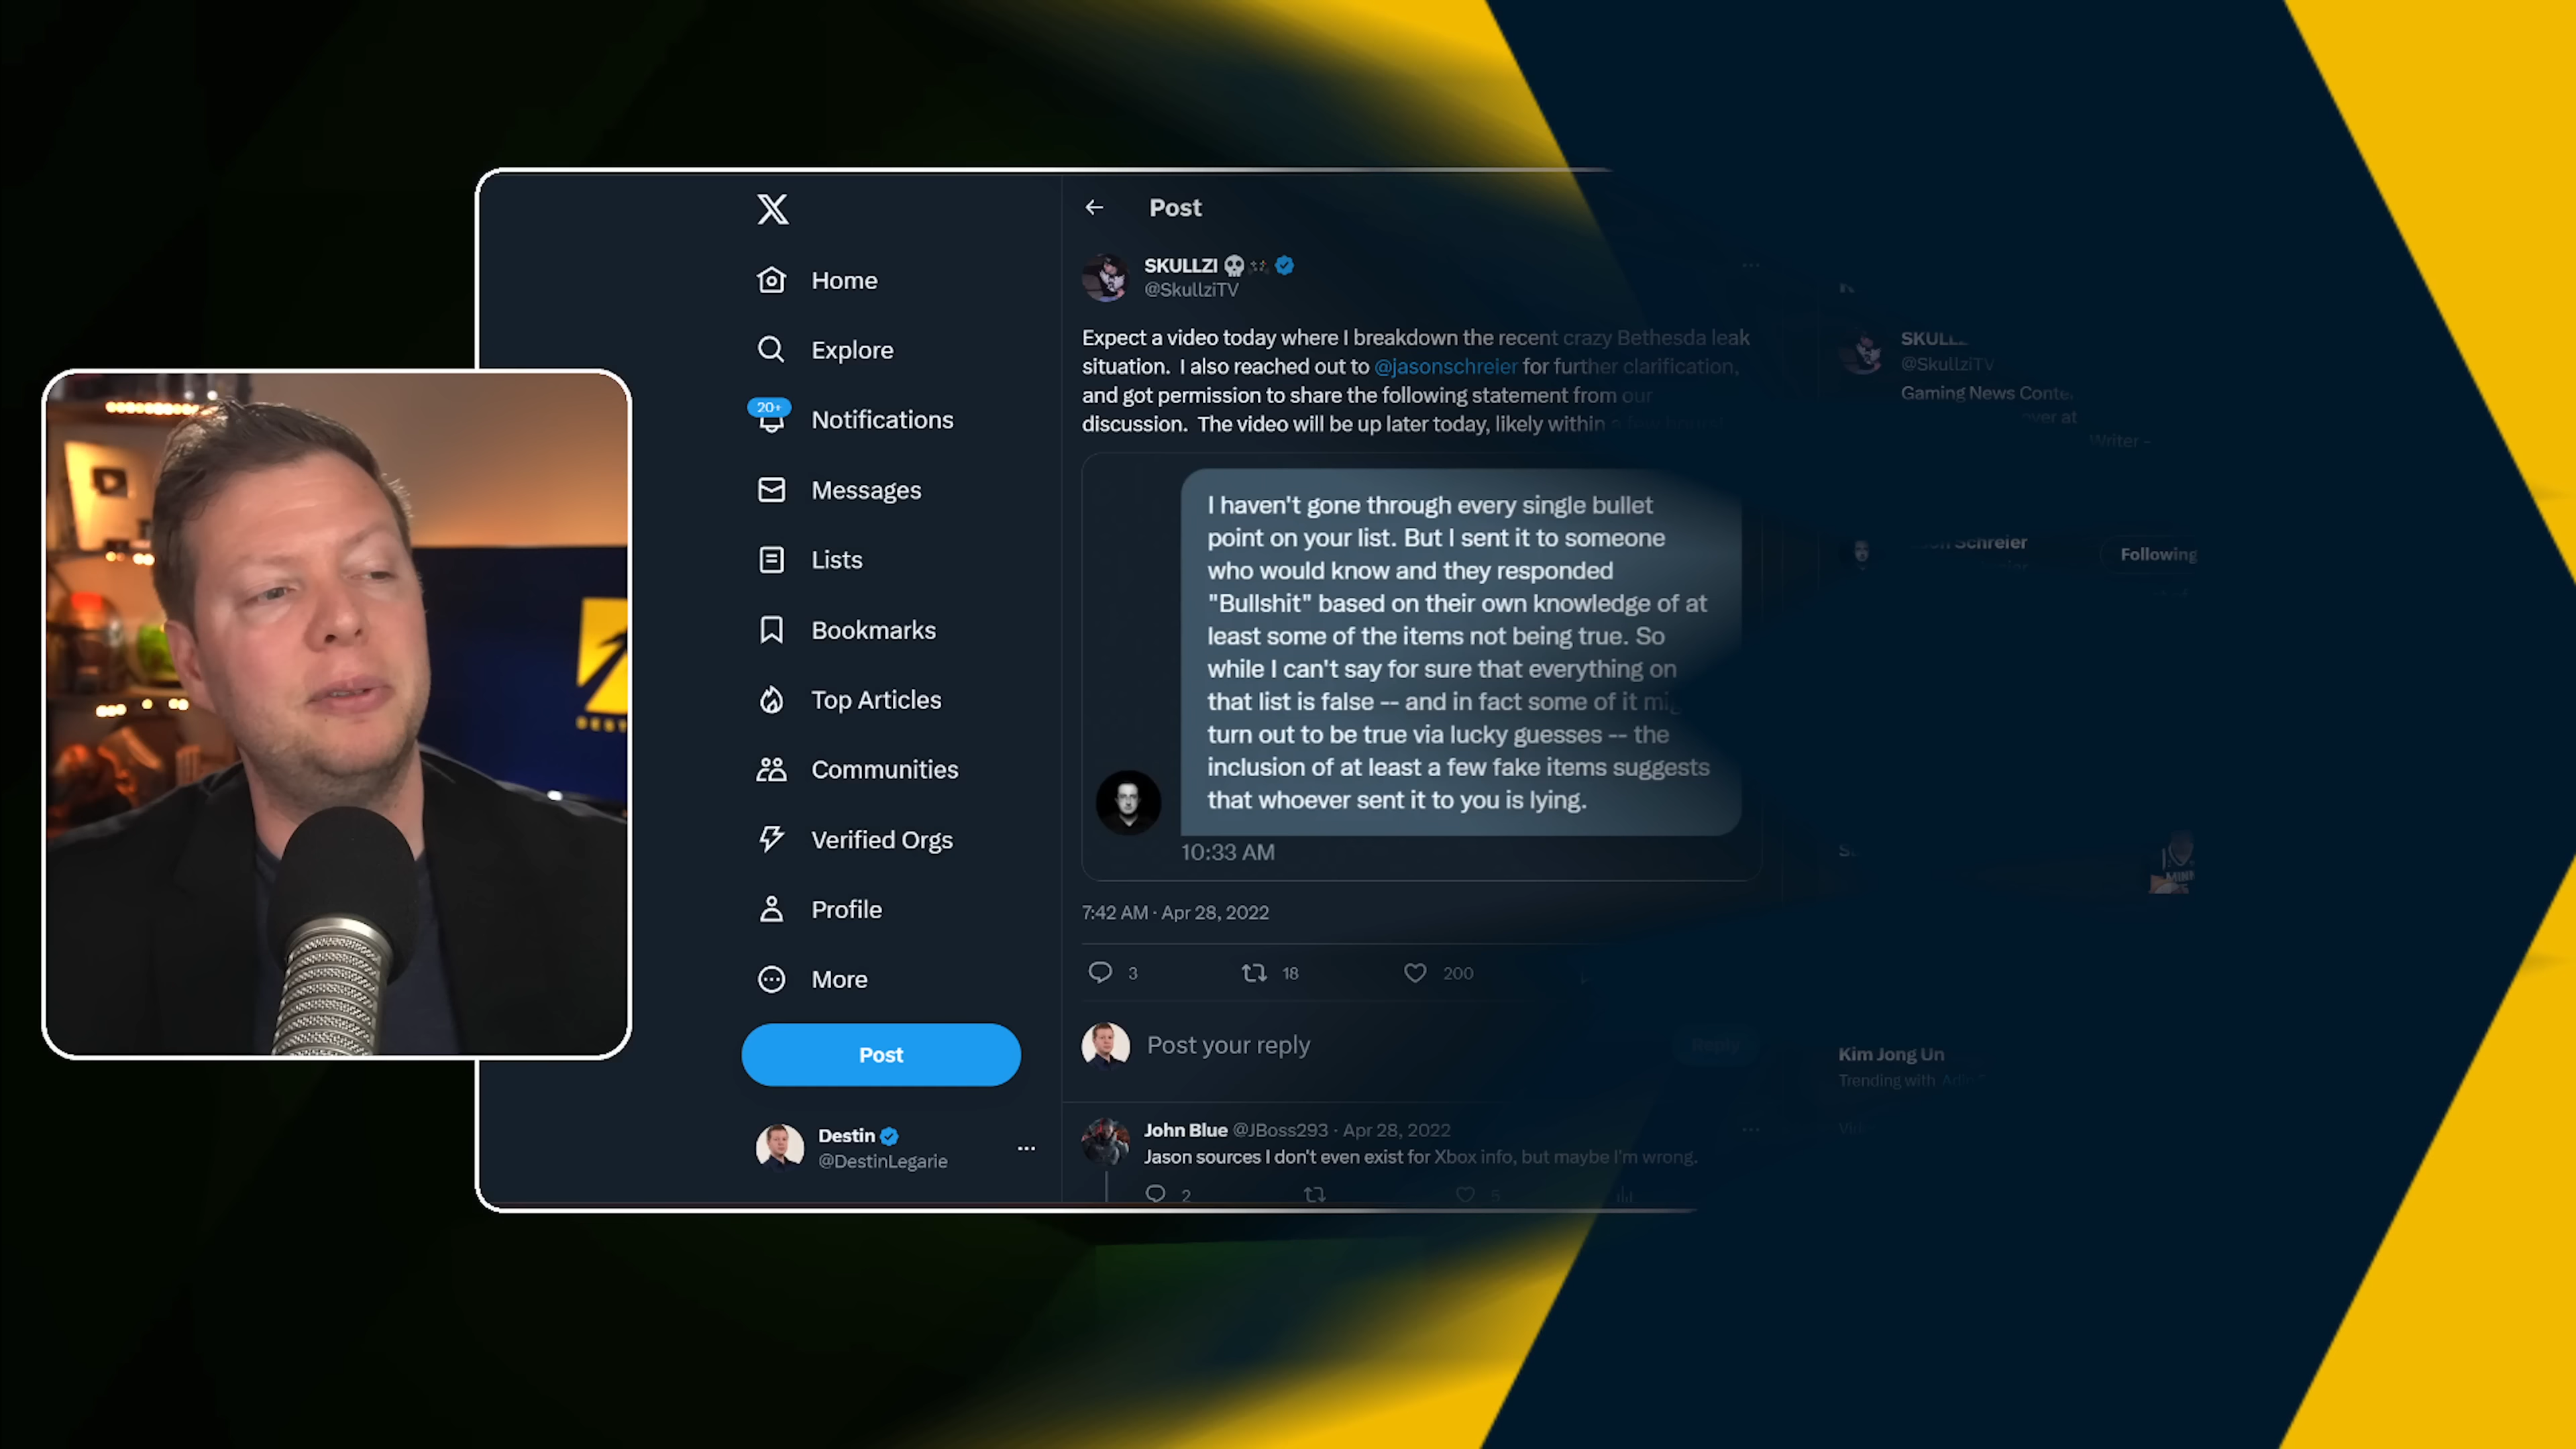 X
Home
Explore
20+
Notifications
Messages
Lists
Bookmarks
Top Articles
Communities
Verified Orgs
Profile
More
Post
Destin
@DestinLegarie
Post
SKULLZI
@SkullziTV
Expect a video today where I breakdown the recent crazy Bethesda leak
situation. I also reached out to @jasonschreier for further clarification,
and got permission to share the following statement from our
discussion. The video will be up later today, likely within
I haven't gone through every single bullet
point on your list. But I sent it to someone
who would know and they responded
"Bullshit" based on their own knowledge of at
least some of the items not being true. So
while I can't say for sure that everything on
that list is false -- and in fact some of it
turn out to be true via lucky guesses -- the
inclusion of at least a few fake items suggests
that whoever sent it to you is lying.
10:33 AM
7:42 AM · Apr 28, 2022
3 18 200
Post your reply
Reply
John Blue @JBoss293 · Apr 28, 2022
Jason sources I don't even exist for Xbox info, but maybe I'm wrong.
2 5
@SkullziTV
Gaming News
over at
Writer -
Schreier
Following
Kim Jong Un
Trending with